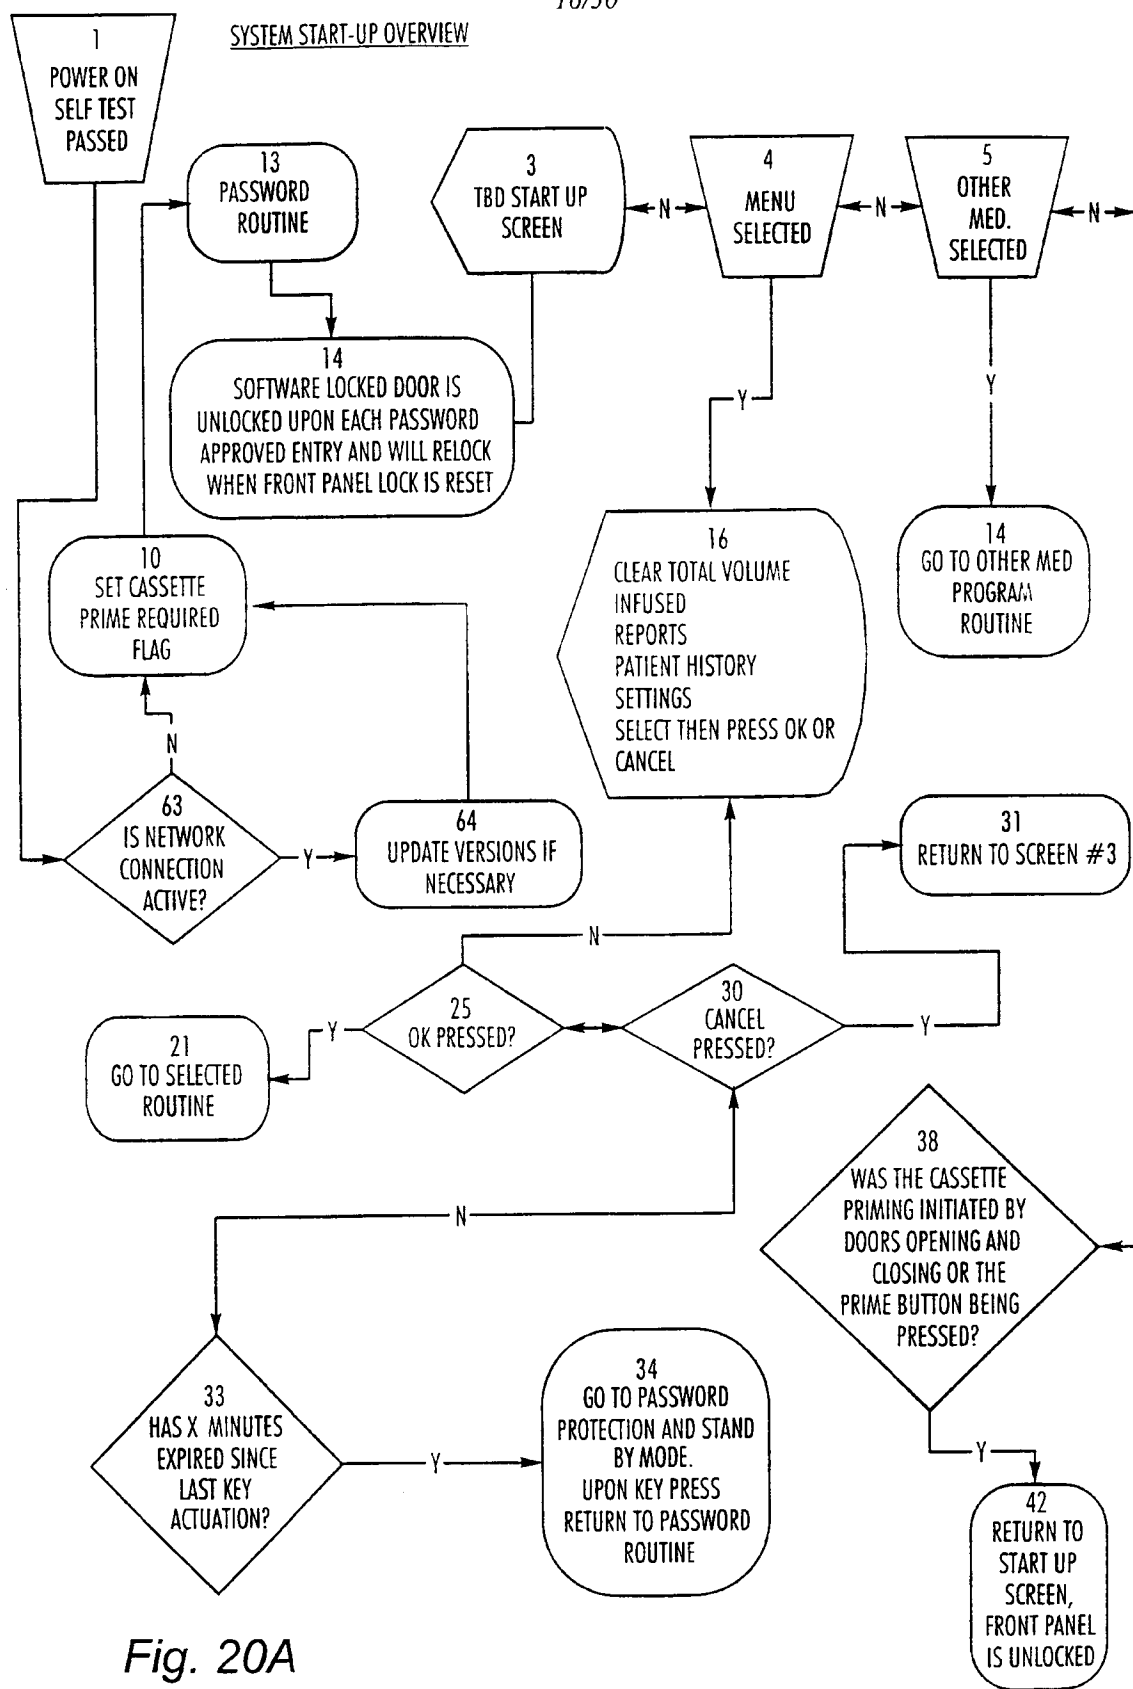 SYSTEM START-UP OVERVIEW
1
POWER ON
SELF TEST
PASSED
13
PASSWORD
ROUTINE
3
TBD START UP
SCREEN
N
4
MENU
SELECTED
N
5
OTHER
MED.
SELECTED
N
14
SOFTWARE LOCKED DOOR IS
UNLOCKED UPON EACH PASSWORD
APPROVED ENTRY AND WILL RELOCK
WHEN FRONT PANEL LOCK IS RESET
Y
Y
10
SET CASSETTE
PRIME REQUIRED
FLAG
16
CLEAR TOTAL VOLUME
INFUSED
REPORTS
PATIENT HISTORY
SETTINGS
SELECT THEN PRESS OK OR
CANCEL
14
GO TO OTHER MED
PROGRAM
ROUTINE
N
63
IS NETWORK
CONNECTION
ACTIVE?
Y
64
UPDATE VERSIONS IF
NECESSARY
31
RETURN TO SCREEN #3
N
25
OK PRESSED?
30
CANCEL
PRESSED?
Y
Y
21
GO TO SELECTED
ROUTINE
38
WAS THE CASSETTE
PRIMING INITIATED BY
DOORS OPENING AND
CLOSING OR THE
PRIME BUTTON BEING
PRESSED?
N
33
HAS X MINUTES
EXPIRED SINCE
LAST KEY
ACTUATION?
Y
34
GO TO PASSWORD
PROTECTION AND STAND
BY MODE.
UPON KEY PRESS
RETURN TO PASSWORD
ROUTINE
Y
42
RETURN TO
START UP
SCREEN,
FRONT PANEL
IS UNLOCKED
Fig. 20A